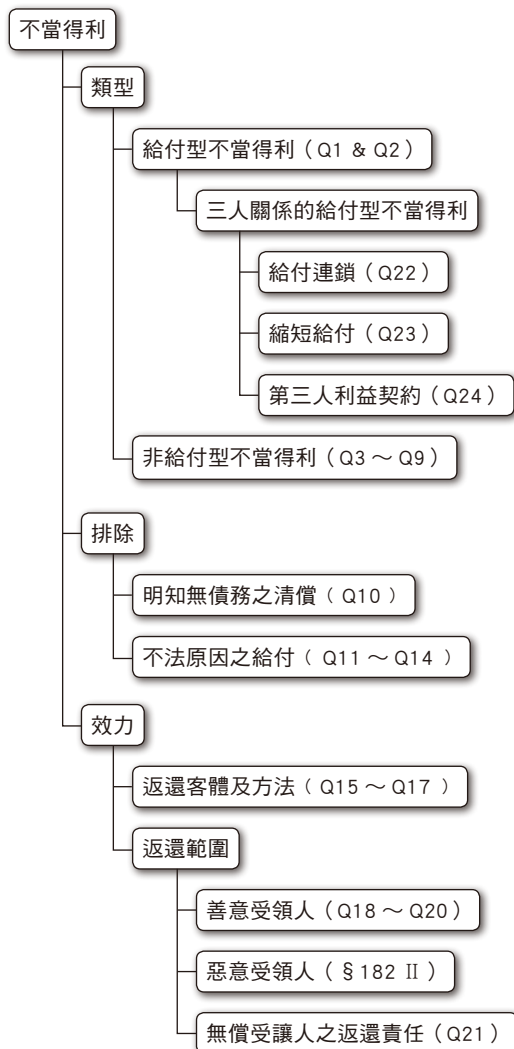 不當得利
類型
給付型不當得利（Q1 & Q2）
三人關係的給付型不當得利
給付連鎖（Q22）
縮短給付（Q23）
第三人利益契約（Q24）
非給付型不當得利（Q3～Q9）
排除
明知無債務之清償（Q10）
不法原因之給付（Q11～Q14）
效力
返還客體及方法（Q15～Q17）
返還範圍
善意受領人（Q18～Q20）
惡意受領人（§182 II）
無償受讓人之返還責任（Q21）